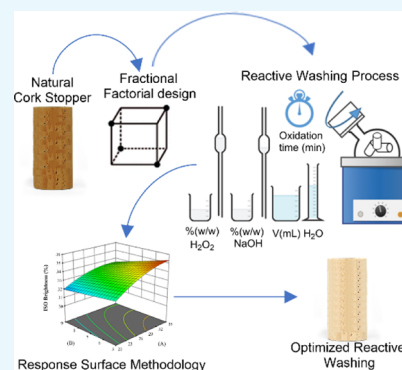 Natural
Cork Stopper
Fractional
Factorial design
Reactive Washing Process
Oxidation
time (min)
%(w/w)
H₂O₂
%(w/w)
NaOH
V(mL) H₂O
ISO Brightness (%)
(B)
(A)
Response Surface Methodology
Optimized Reactive
Washing